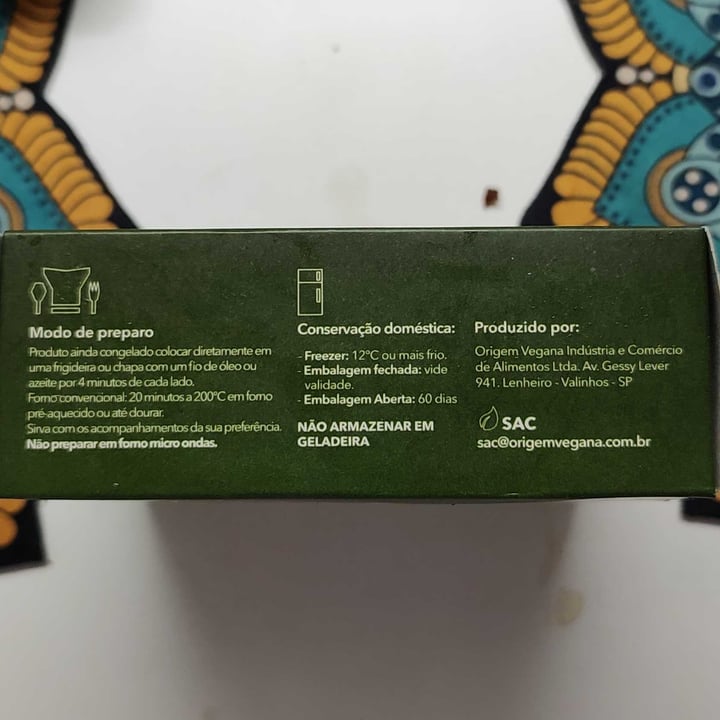 Modo de preparo
Produto ainda congelado colocar diretamente em
uma frigideira ou chapa com um fio de óleo ou
azeite por 4 minutos de cada lado.
Forno convencional: 20 minutos a 200°C em forno
pré-aquecido ou até dourar.
Sirva com os acompanhamentos da sua preferência.
Não preparar em forno micro ondas.
Conservação doméstica:
- Freezer: 12°C ou mais frio.
- Embalagem fechada: vide
validade.
- Embalagem Aberta: 60 dias
NÃO ARMAZENAR EM
GELADEIRA
Produzido por:
Origem Vegana Indústria e Comércio
de Alimentos Ltda. Av. Gessy Lever
941. Lenheiro - Valinhos - SP
SAC
sac@origemvegana.com.br